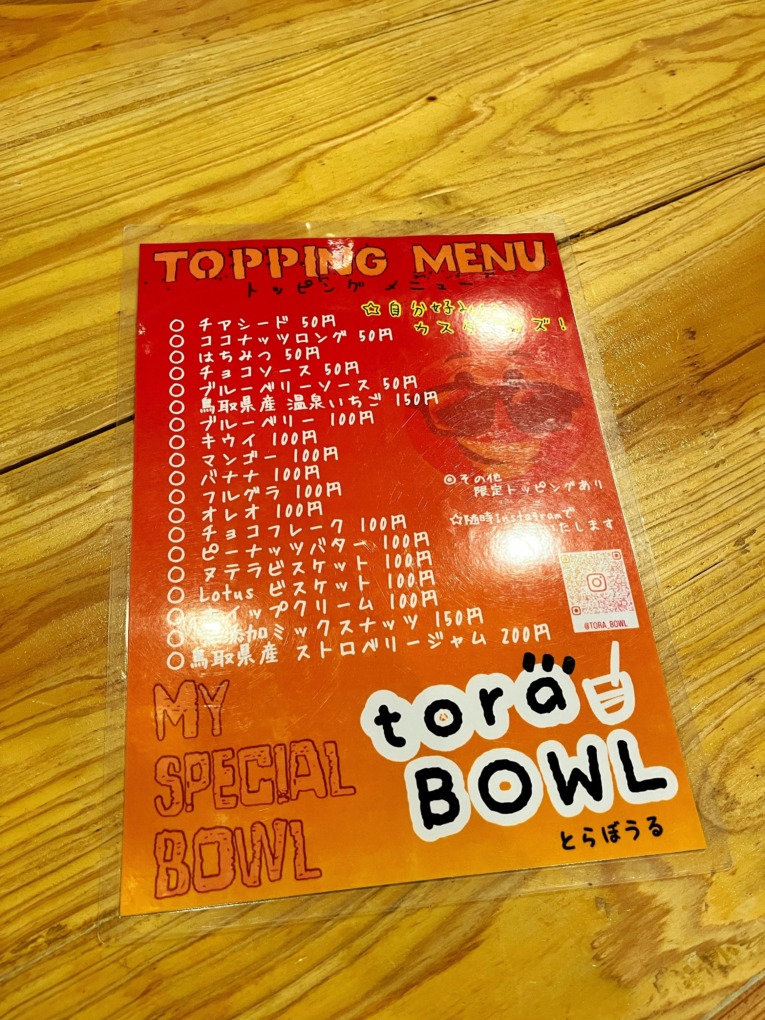 TOPPING MENU
トッピングメニュー
☆自分好み
カスタ ズ!
○ チアシード 50円
○ ココナッツロング 50円
○ はちみつ 50円
○ チョコソース 50円
○ ブルーベリーソース 50円
○ 鳥取県産 温泉いちご 150円
○ ブルーベリー 100円
○ キウイ 100円
○ マンゴー 100円
○ バナナ 100円
○ フルグラ 100円
○ オレオ 100円
○ チョコフレーク 100円
○ ピーナッツバター 100円
○ ヌテラビスケット 100円
○ Lotus ビスケット 100円
○ イップクリーム 100円
○ 添加ミックスナッツ 150円
○ 鳥取県産 ストロベリージャム 200円
◎その他
限定トッピングあり
☆随時Instagramで
たします
@TORA_BOWL
MY
SPECIAL
BOWL
tora
BOWL
とらぼうる